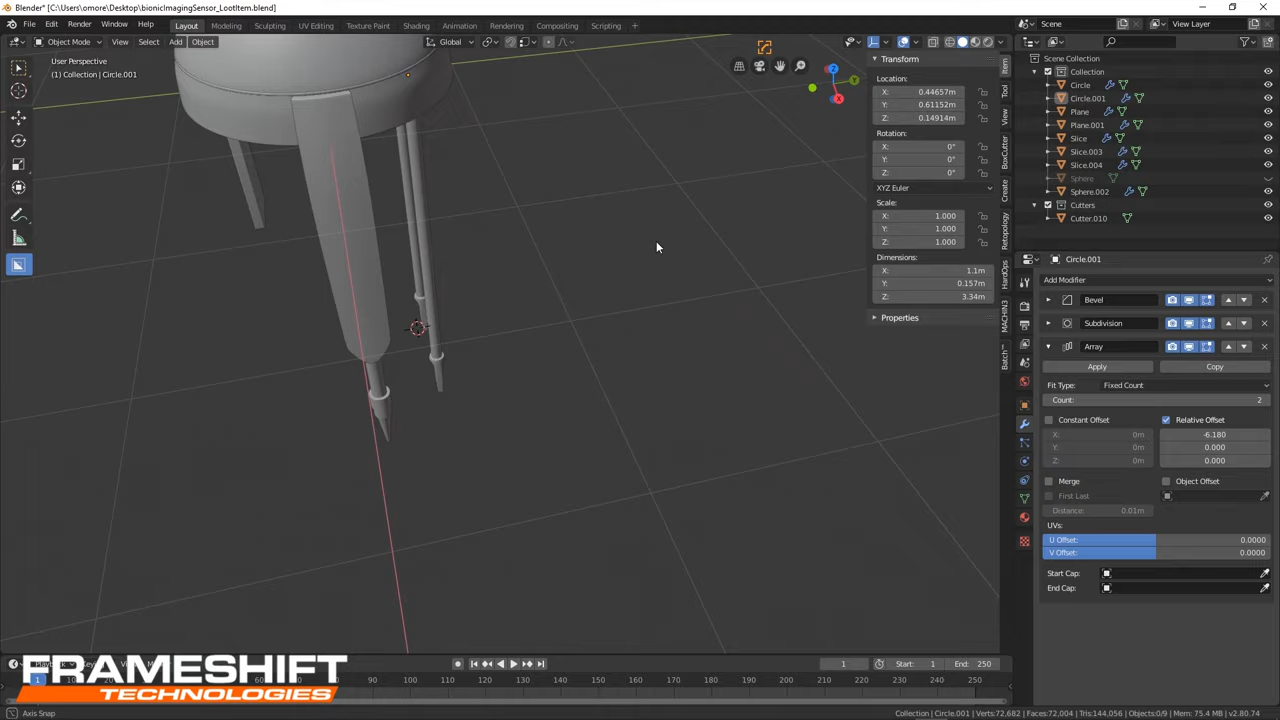 Blender* [C:\Users\omore\Desktop\bionicImagingSensor_LootItem.blend]
File Edit Render Window Help Layout Modeling Sculpting UV Editing Texture Paint Shading Animation Rendering Compositing Scripting + Scene View Layer
Object Mode View Select Add Object Global
User Perspective
(1) Collection | Circle.001
Transform
Location:
X: 0.44657m
Y: 0.61152m
Z: 0.14914m
Rotation:
X: 0°
Y: 0°
Z: 0°
XYZ Euler
Scale:
X: 1.000
Y: 1.000
Z: 1.000
Dimensions:
X: 1.1m
Y: 0.157m
Z: 3.34m
Properties
Item
Tool
View
BoxCutter
Create
Retopology
HardOps
MACHIN3
Batch™
Scene Collection
Collection
Circle
Circle.001
Plane
Plane.001
Slice
Slice.003
Slice.004
Sphere
Sphere.002
Cutters
Cutter.010
Circle.001
Add Modifier
Bevel
Subdivision
Array
Apply Copy
Fit Type: Fixed Count
Count: 2
Constant Offset Relative Offset
X: 0m -6.180
Y: 0m 0.000
Z: 0m 0.000
Merge Object Offset
First Last
Distance: 0.01m
UVs:
U Offset: 0.0000
V Offset: 0.0000
Start Cap:
End Cap:
Playback 1 Start: 1 End: 250
1 100 110 120 130 140 150 160 170 180 190 200 210 220 230 240 250
FRAMESHIFT
TECHNOLOGIES
Axis Snap
Collection | Circle.001 | Verts:72,682 | Faces:72,004 | Tris:144,056 | Objects:0/9 | Mem: 75.4 MB | v2.80.74